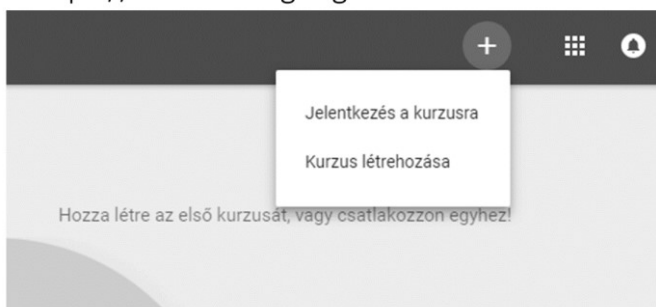 Jelentkezés a kurzusra
Kurzus létrehozása
Hozza létre az első kurzusát, vagy csatlakozzon egyhez!